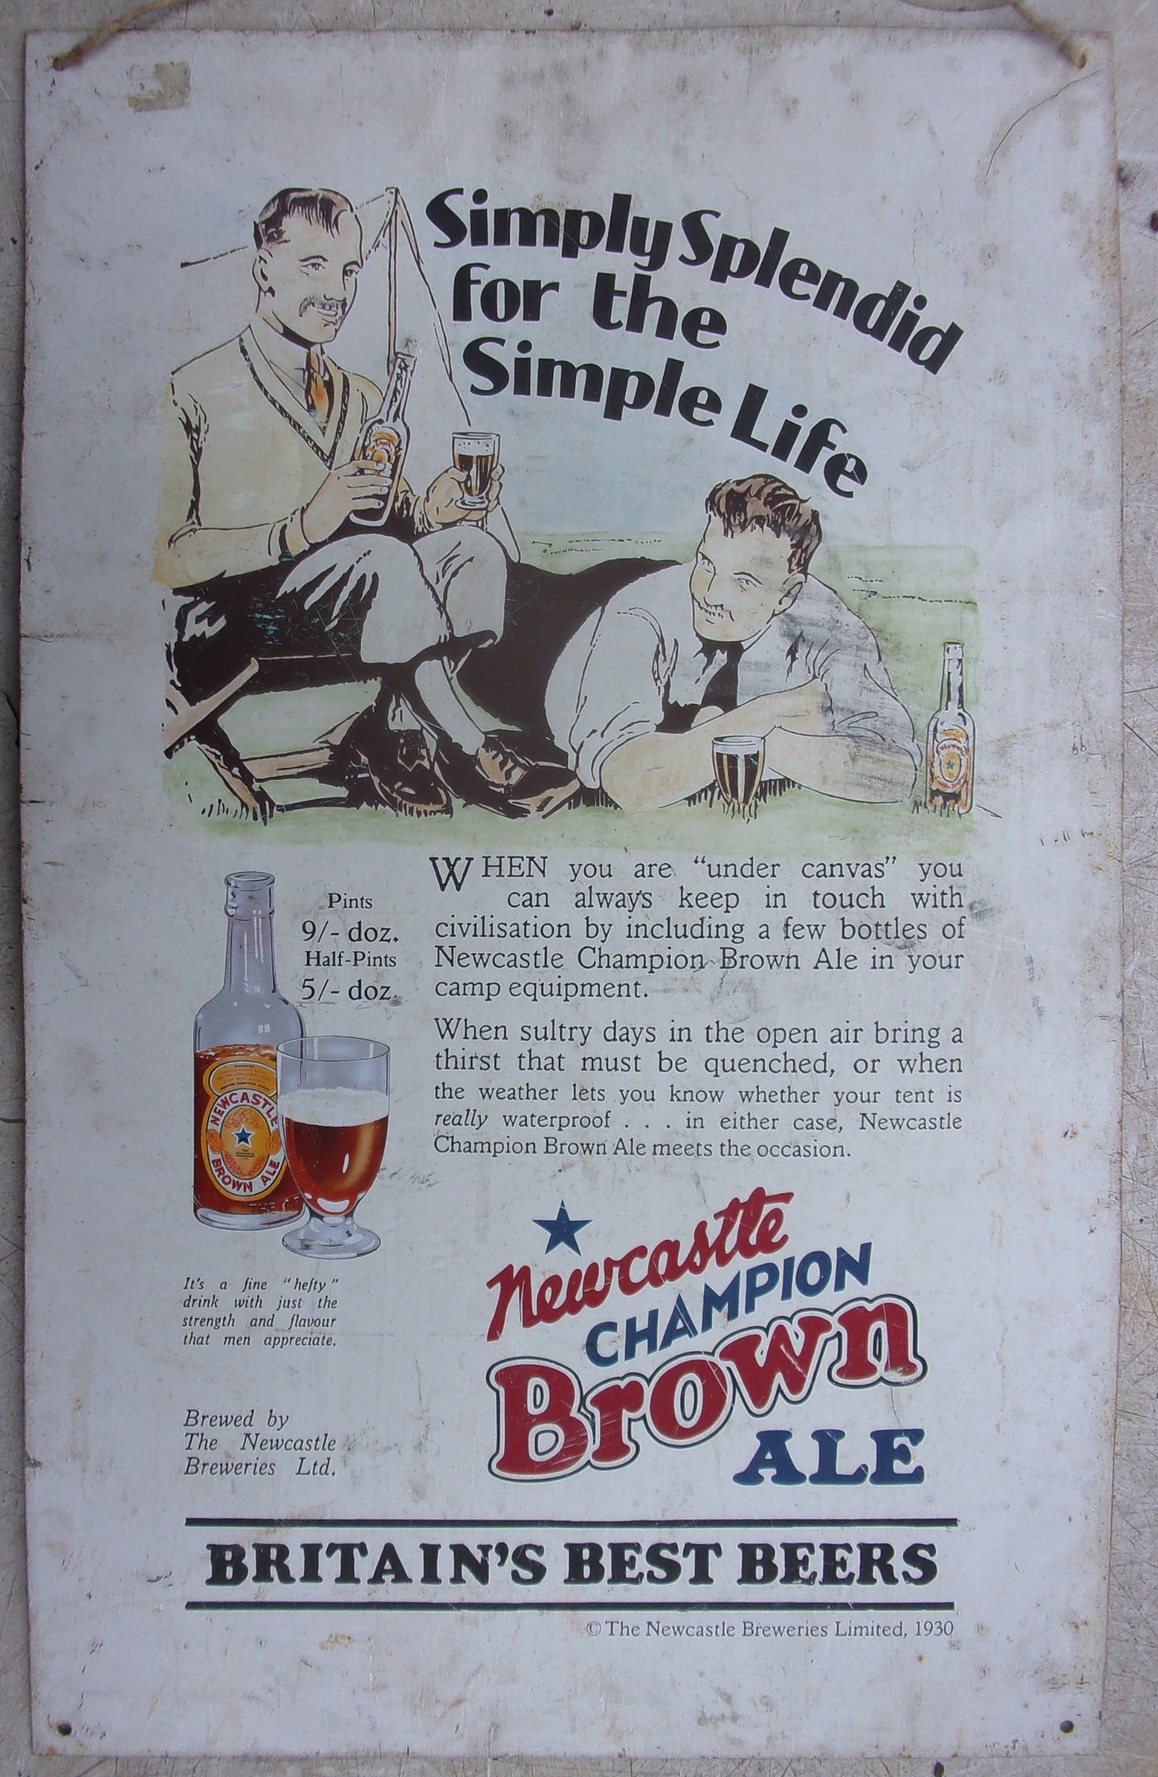 Simply Splendid
for the
Simple Life
WHEN you are “under canvas” you
can always keep in touch with
civilisation by including a few bottles of
Newcastle Champion Brown Ale in your
camp equipment.
When sultry days in the open air bring a
thirst that must be quenched, or when
the weather lets you know whether your tent is
really waterproof . . . in either case, Newcastle
Champion Brown Ale meets the occasion.
Pints
9/- doz.
Half-Pints
5/- doz.
NEWCASTLE
BROWN ALE
It's a fine “hefty”
drink with just the
strength and flavour
that men appreciate.
Brewed by
The Newcastle
Breweries Ltd.
Newcastle
CHAMPION
Brown
ALE
BRITAIN'S BEST BEERS
© The Newcastle Breweries Limited, 1930